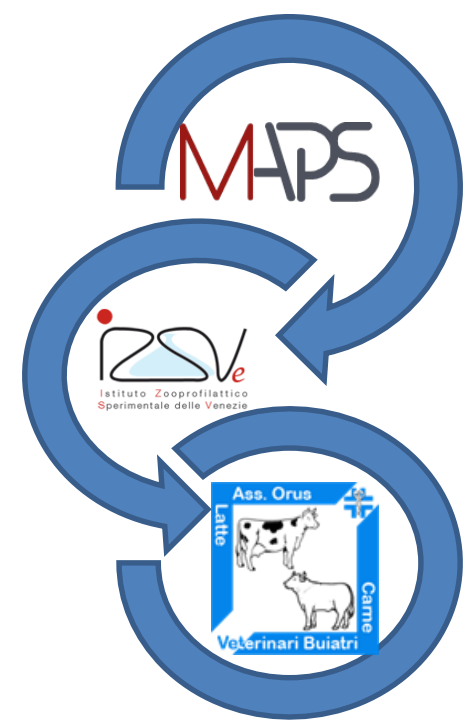 MAPS
IZSVe
Istituto Zooprofilattico
Sperimentale delle Venezie
Ass. Orus
Latte
Carne
Veterinari Buiatri